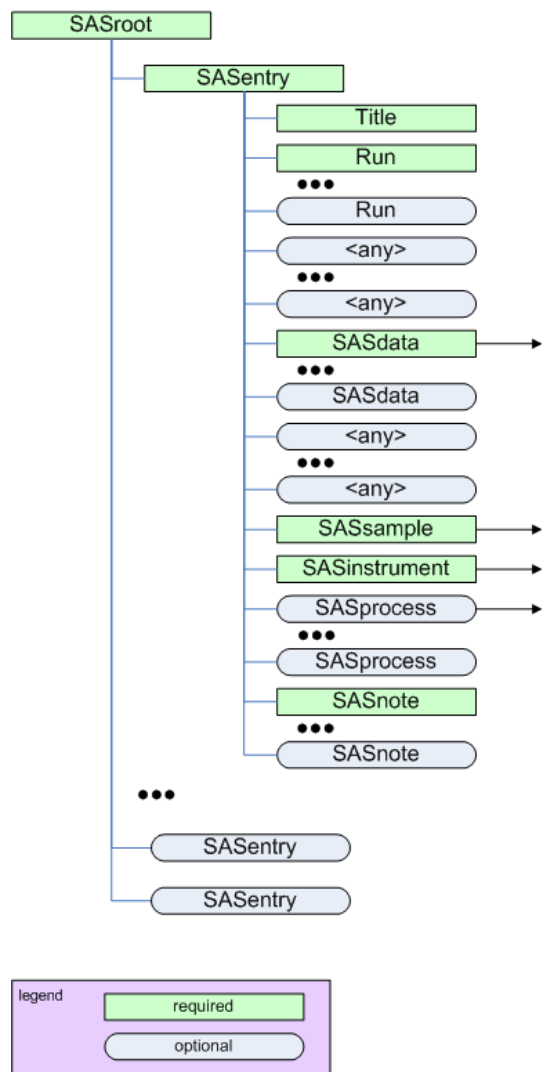 SASroot
SASentry
Title
Run
Run
<any>
<any>
SASdata
SASdata
<any>
<any>
SASsample
SASinstrument
SASprocess
SASprocess
SASnote
SASnote
SASentry
SASentry
legend
required
optional